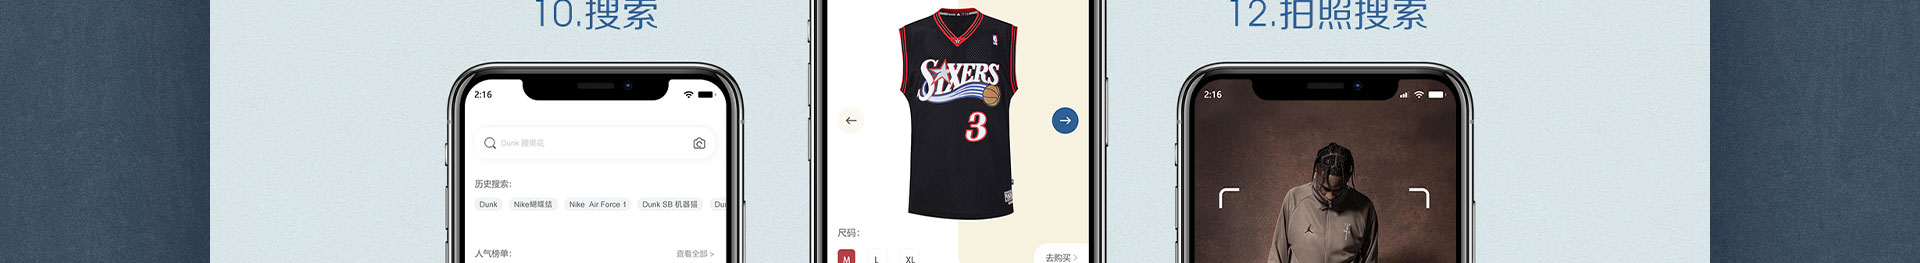 10.搜索
12.拍照搜索
2:16
Dunk 腰果花
历史搜索:
Dunk
Nike蝴蝶结
Nike Air Force 1
Dunk SB 机器猫
人气榜单:
查看全部 >
SIXERS
3
尺码:
M
L
XL
去购买 >
2:16